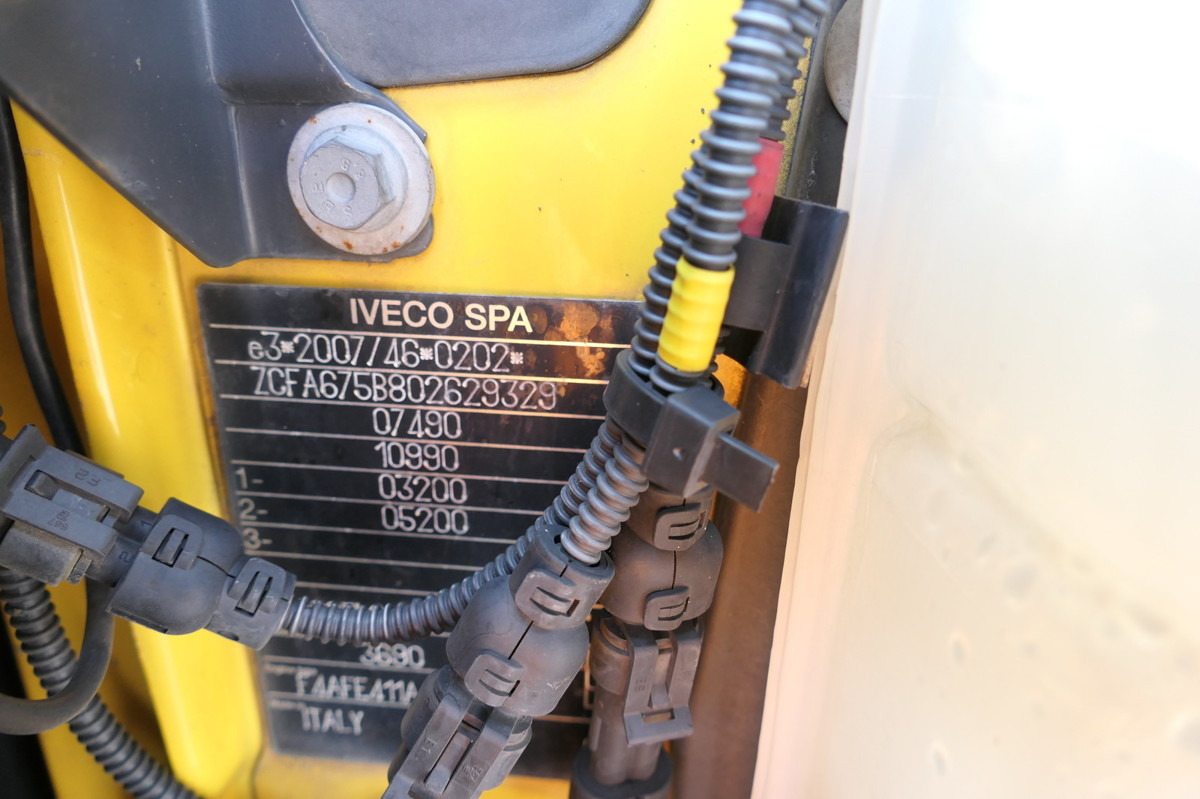 IVECO SPA
e3*2007/46*0202*
ZCFA675B802629329
07490
10990
1- 03200
2- 05200
3-
3690
F4AFE411A
ITALY